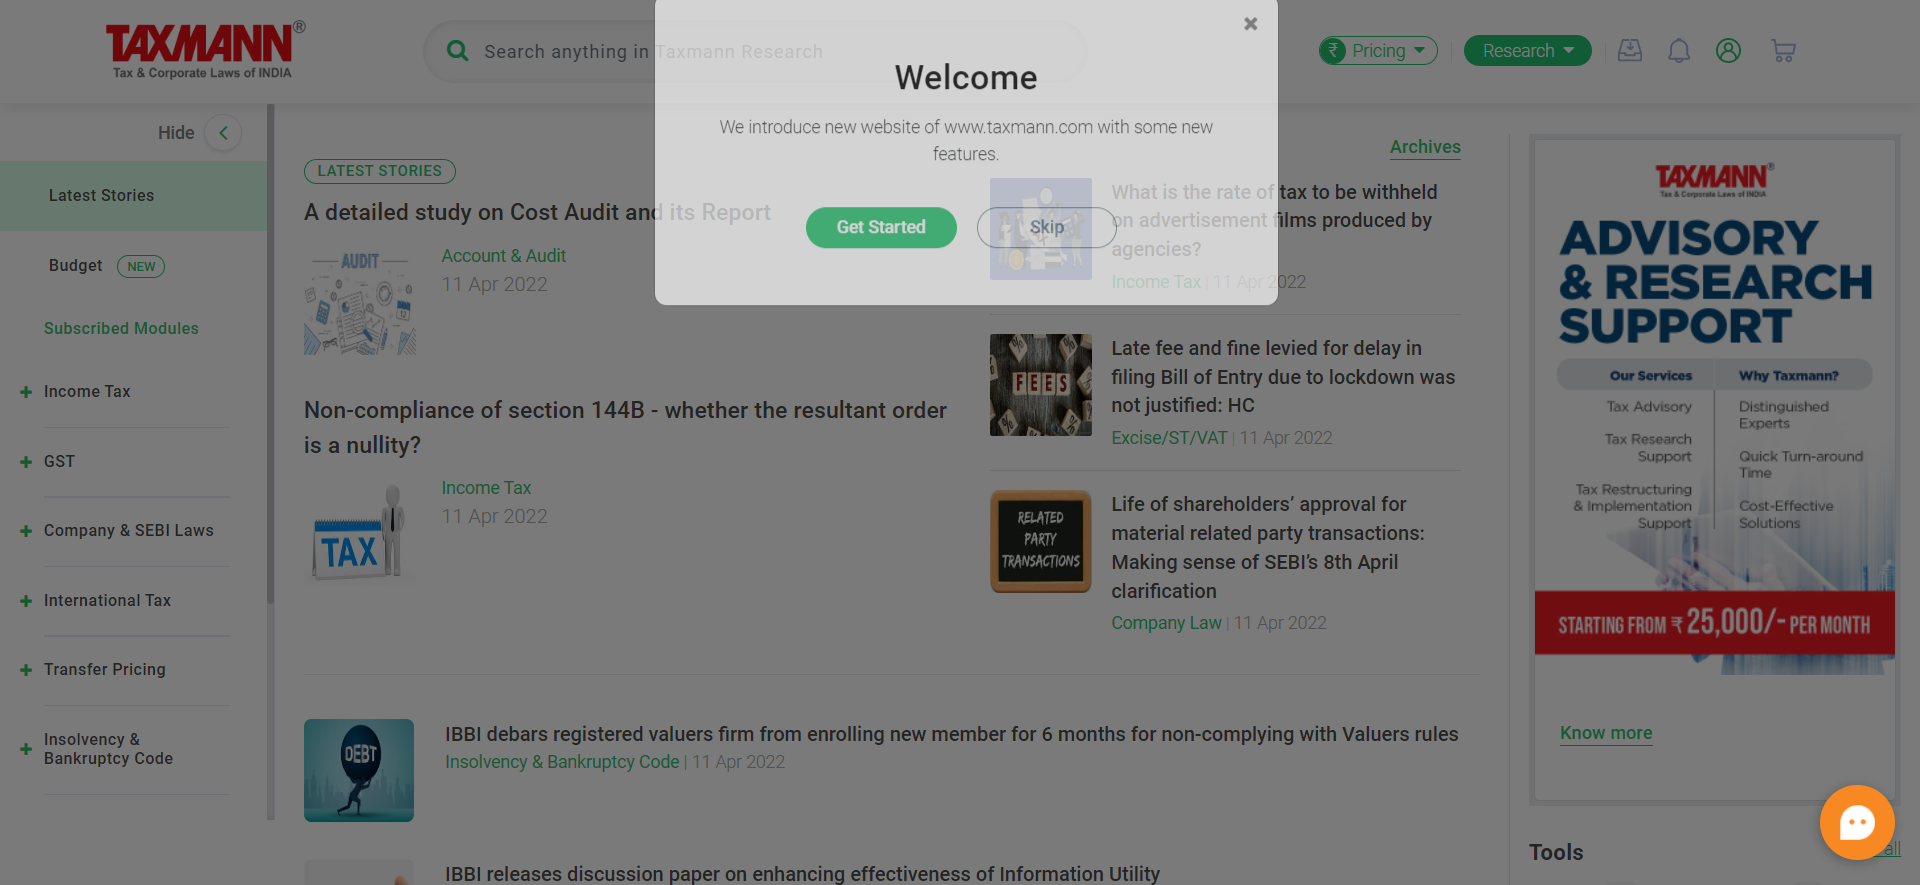 TAXMANN®
Tax & Corporate Laws of INDIA
Search anything in Taxmann Research
₹ Pricing
Research
Welcome
We introduce new website of www.taxmann.com with some new
features.
Get Started
Skip
Hide
Latest Stories
Budget NEW
Subscribed Modules
Income Tax
GST
Company & SEBI Laws
International Tax
Transfer Pricing
Insolvency &
Bankruptcy Code
LATEST STORIES
Archives
A detailed study on Cost Audit and its Report
AUDIT
Account & Audit
11 Apr 2022
Non-compliance of section 144B - whether the resultant order
is a nullity?
TAX
Income Tax
11 Apr 2022
What is the rate of tax to be withheld
on advertisement films produced by
agencies?
Income Tax | 11 Apr 2022
FEES
Late fee and fine levied for delay in
filing Bill of Entry due to lockdown was
not justified: HC
Excise/ST/VAT | 11 Apr 2022
RELATED
PARTY
TRANSACTIONS
Life of shareholders’ approval for
material related party transactions:
Making sense of SEBI’s 8th April
clarification
Company Law | 11 Apr 2022
DEBT
IBBI debars registered valuers firm from enrolling new member for 6 months for non-complying with Valuers rules
Insolvency & Bankruptcy Code | 11 Apr 2022
IBBI releases discussion paper on enhancing effectiveness of Information Utility
TAXMANN®
Tax & Corporate Laws of INDIA
ADVISORY
& RESEARCH
SUPPORT
Our Services
Why Taxmann?
Tax Advisory
Tax Research
Support
Tax Restructuring
& Implementation
Support
Distinguished
Experts
Quick Turn-around
Time
Cost-Effective
Solutions
STARTING FROM ₹ 25,000/- PER MONTH
Know more
Tools
all